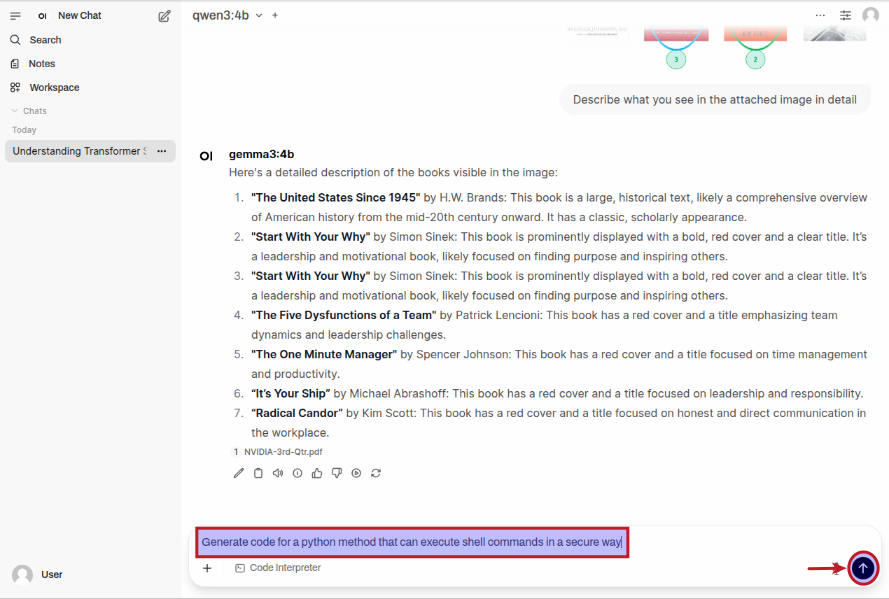 OI New Chat
qwen3:4b
Search
Notes
Workspace
Chats
Today
Understanding Transformer
3
2
Describe what you see in the attached image in detail
OI gemma3:4b
Here's a detailed description of the books visible in the image:
1. "The United States Since 1945" by H.W. Brands: This book is a large, historical text, likely a comprehensive overview
of American history from the mid-20th century onward. It has a classic, scholarly appearance.
2. "Start With Your Why" by Simon Sinek: This book is prominently displayed with a bold, red cover and a clear title. It's
a leadership and motivational book, likely focused on finding purpose and inspiring others.
3. "Start With Your Why" by Simon Sinek: This book is prominently displayed with a bold, red cover and a clear title. It's
a leadership and motivational book, likely focused on finding purpose and inspiring others.
4. "The Five Dysfunctions of a Team" by Patrick Lencioni: This book has a red cover and a title emphasizing team
dynamics and leadership challenges.
5. "The One Minute Manager" by Spencer Johnson: This book has a red cover and a title focused on time management
and productivity.
6. "It's Your Ship" by Michael Abrashoff: This book has a red cover and a title focused on leadership and responsibility.
7. "Radical Candor" by Kim Scott: This book has a red cover and a title focused on honest and direct communication in
the workplace.
1 NVIDIA-3rd-Qtr.pdf
Generate code for a python method that can execute shell commands in a secure way
Code Interpreter
User